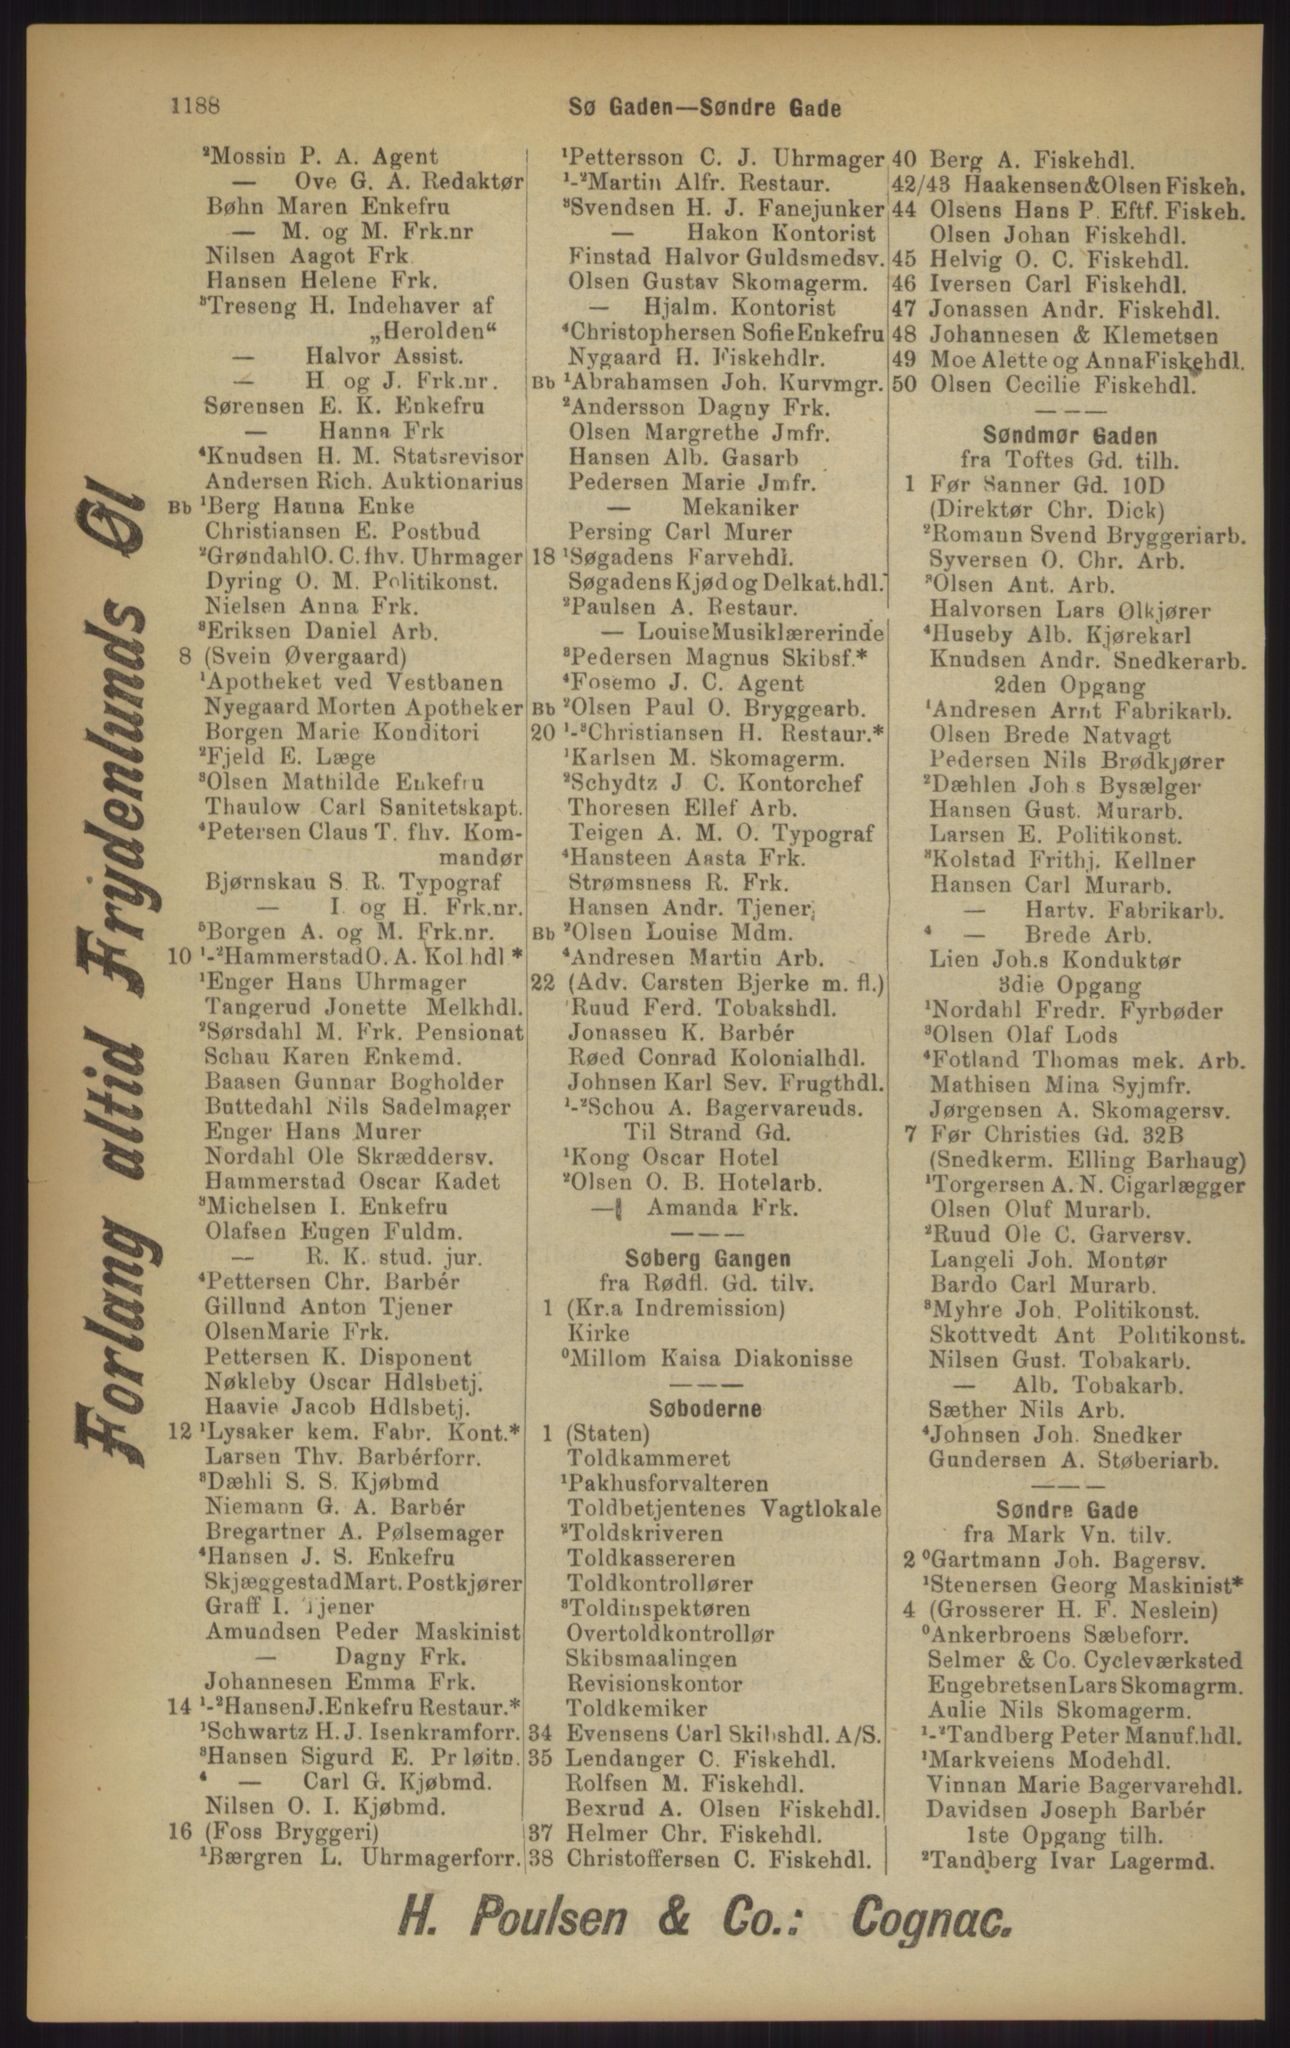 1188
Sø Gaden—Søndre Gade
²Mossin P. A. Agent
— Ove G. A. Redaktør
Bøhn Maren Enkefru
— M. og M. Frk.nr
Nilsen Aagot Frk
Hansen Helene Frk.
³Treseng H. Indehaver af
„Herolden“
— Halvor Assist.
— H og J. Frk.nr.
Sørensen E. K. Enkefru
— Hanna Frk
⁴Knudsen H. M. Statsrevisor
Andersen Rich. Auktionarius
Bb ¹Berg Hanna Enke
Christiansen E. Postbud
²Grøndahl O. C. fhv. Uhrmager
Dyring O. M. Politikonst.
Nielsen Anna Frk.
³Eriksen Daniel Arb.
8 (Svein Øvergaard)
¹Apotheket ved Vestbanen
Nyegaard Morten Apotheker
Borgen Marie Konditori
²Fjeld E. Læge
³Olsen Mathilde Enkefru
Thaulow Carl Sanitetskapt.
⁴Petersen Claus T. fhv. Kom-
mandør
Bjørnskau S. R. Typograf
— I. og H. Frk.nr.
⁵Borgen A. og M. Frk.nr.
10 ¹-²Hammerstad O. A. Kol hdl *
¹Enger Hans Uhrmager
Tangerud Jonette Melkhdl.
²Sørsdahl M. Frk. Pensionat
Schau Karen Enkemd.
Baasen Gunnar Bogholder
Buttedahl Nils Sadelmager
Enger Hans Murer
Nordahl Ole Skræddersv.
Hammerstad Oscar Kadet
³Michelsen I. Enkefru
Olafsen Eugen Fuldm.
— R. K. stud. jur.
⁴Pettersen Chr. Barbér
Gillund Anton Tjener
Olsen Marie Frk.
Pettersen K. Disponent
Nøkleby Oscar Hdlsbetj.
Haavie Jacob Hdlsbetj.
12 ¹Lysaker kem. Fabr. Kont.*
Larsen Thv. Barbérforr.
³Dæhli S. S. Kjøbmd
Niemann G. A. Barbér
Bregartner A. Pølsemager
⁴Hansen J. S. Enkefru
Skjæggestad Mart. Postkjører
Graff I. Tjener
Amundsen Peder Maskinist
— Dagny Frk.
Johannesen Emma Frk.
14 ¹-²Hansen J. Enkefru Restaur.*
¹Schwartz H. J. Isenkramforr.
³Hansen Sigurd E. Pr løitn.
⁴ — Carl G. Kjøbmd.
Nilsen O. I. Kjøbmd.
16 (Foss Bryggeri)
¹Bærgren L. Uhrmagerforr.
¹Pettersson C. J. Uhrmager
¹-²Martin Alfr. Restaur.
³Svendsen H. J. Fanejunker
— Hakon Kontorist
Finstad Halvor Guldsmedsv.
Olsen Gustav Skomagerm.
— Hjalm. Kontorist
⁴Christophersen Sofie Enkefru
Nygaard H. Fiskehdlr.
Bb ¹Abrahamsen Joh. Kurvmgr.
²Andersson Dagny Frk.
Olsen Margrethe Jmfr.
Hansen Alb. Gasarb
Pedersen Marie Jmfr.
— Mekaniker
Persing Carl Murer
18 ¹Søgadens Farvehdl.
Søgadens Kjød og Delkat.hdl.
²Paulsen A. Restaur.
— Louise Musiklærerinde
³Pedersen Magnus Skibsf.*
⁴Fosemo J. C. Agent
Bb ²Olsen Paul O. Bryggearb.
20 ¹-³Christiansen H. Restaur.*
¹Karlsen M. Skomagerm.
²Schydtz J. C. Kontorchef
Thoresen Ellef Arb.
Teigen A. M. O. Typograf
⁴Hansteen Aasta Frk.
Strømsness R. Frk.
Hansen Andr. Tjener
Bb ²Olsen Louise Mdm.
⁴Andresen Martin Arb.
22 (Adv. Carsten Bjerke m. fl.)
¹Ruud Ferd. Tobakshdl.
Jonassen K. Barbér
Røed Conrad Kolonialhdl.
Johnsen Karl Sev. Frugthdl.
¹-²Schou A. Bagervareuds.
Til Strand Gd.
¹Kong Oscar Hotel
²Olsen O. B. Hotelarb.
— Amanda Frk.
— — —
Søberg Gangen
fra Rødfl. Gd. tilv.
1 (Kr.a Indremission)
Kirke
⁰Millom Kaisa Diakonisse
— — —
Søboderne
1 (Staten)
Toldkammeret
¹Pakhusforvalteren
Toldbetjentenes Vagtlokale
²Toldskriveren
Toldkassereren
Toldkontrollører
³Toldinspektøren
Overtoldkontrollør
Skibsmaalingen
Revisionskontor
Toldkemiker
34 Evensens Carl Skibshdl. A/S.
35 Lendanger C. Fiskehdl.
Rolfsen M. Fiskehdl.
Bexrud A. Olsen Fiskehdl.
37 Helmer Chr. Fiskehdl.
38 Christoffersen C. Fiskehdl.
40 Berg A. Fiskehdl.
42/43 Haakensen & Olsen Fiskeh.
44 Olsens Hans P. Eftf. Fiskeh.
Olsen Johan Fiskehdl.
45 Helvig O. C. Fiskehdl.
46 Iversen Carl Fiskehdl.
47 Jonassen Andr. Fiskehdl.
48 Johannesen & Klemetsen
49 Moe Alette og Anna Fiskehdl.
50 Olsen Cecilie Fiskehdl.
— — —
Søndmør Gaden
fra Toftes Gd. tilh.
1 Før Sanner Gd. 10D
(Direktør Chr. Dick)
²Romann Svend Bryggeriarb.
Syversen O. Chr. Arb.
³Olsen Ant. Arb.
Halvorsen Lars Ølkjører
⁴Huseby Alb. Kjørekarl
Knudsen Andr. Snedkerarb.
2den Opgang
¹Andresen Arnt Fabrikarb.
Olsen Brede Natvagt
Pedersen Nils Brødkjører
²Dæhlen Joh s Bysælger
Hansen Gust. Murarb.
Larsen E. Politikonst.
³Kolstad Frithj. Kellner
Hansen Carl Murarb.
— Hartv. Fabrikarb.
⁴ — Brede Arb.
Lien Joh.s Konduktør
3die Opgang
¹Nordahl Fredr. Fyrbøder
³Olsen Olaf Lods
⁴Fotland Thomas mek. Arb.
Mathisen Mina Syjmfr.
Jørgensen A. Skomagersv.
7 Før Christies Gd. 32B
(Snedkerm. Elling Barhaug)
¹Torgersen A. N. Cigarlægger
Olsen Oluf Murarb.
²Ruud Ole C. Garversv.
Langeli Joh. Montør
Bardo Carl Murarb.
³Myhre Joh. Politikonst.
Skottvedt Ant Politikonst.
Nilsen Gust. Tobakarb.
— Alb. Tobakarb.
Sæther Nils Arb.
⁴Johnsen Joh. Snedker
Gundersen A. Støberiarb.
— — —
Søndre Gade
fra Mark Vn. tilv.
2 ⁰Gartmann Joh. Bagersv.
¹Stenersen Georg Maskinist*
4 (Grosserer H. F. Neslein)
⁰Ankerbroens Sæbeforr.
Selmer & Co. Cycleværksted
Engebretsen Lars Skomagrm.
Aulie Nils Skomagerm.
¹-²Tandberg Peter Manuf.hdl.
¹Markveiens Modehdl.
Vinnan Marie Bagervarehdl.
Davidsen Joseph Barbér
1ste Opgang tilh.
²Tandberg Ivar Lagermd.
Forlang altid Frydenlunds Øl
H. Poulsen & Co.: Cognac.